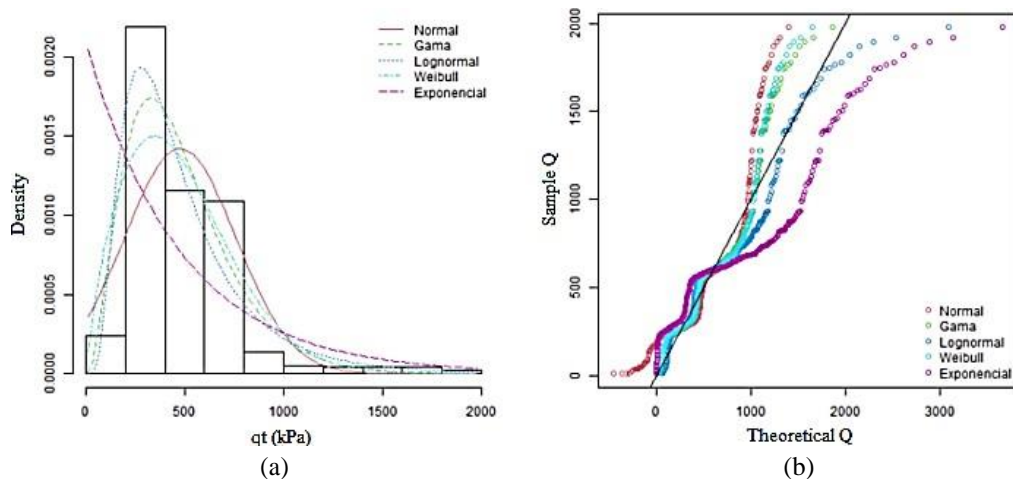 Normal
Gama
Lognormal
Weibull
Exponencial
0.0020
0.0015
0.0010
0.0005
0.0000
Density
0 500 1000 1500 2000
qt (kPa)
(a)
2000
1500
1000
500
0
Sample Q
Normal
Gama
Lognormal
Weibull
Exponencial
0 1000 2000 3000
Theoretical Q
(b)